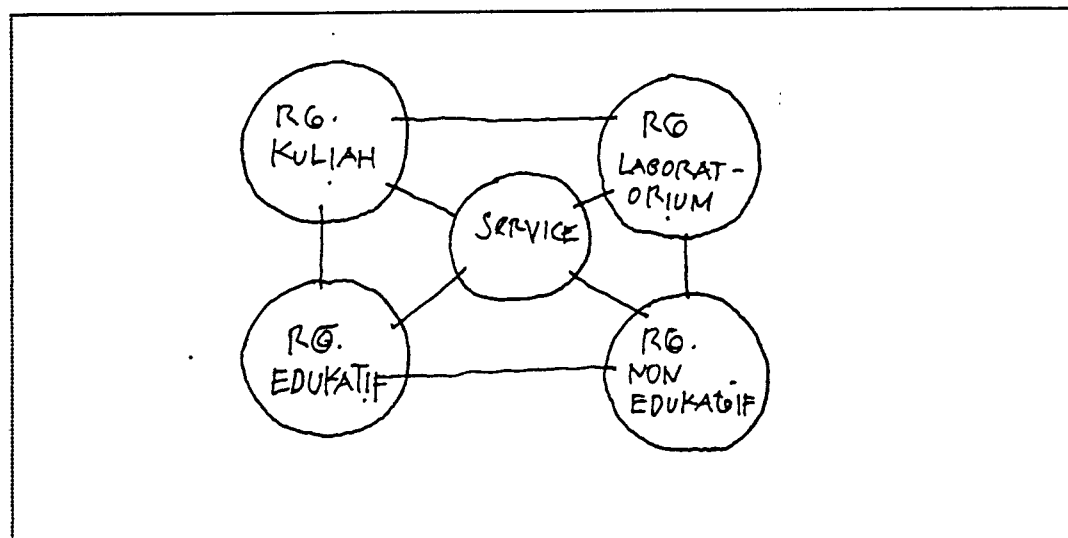 RG.
KULIAH
RG
LABORAT-
ORIUM
SERVICE
RG.
EDUKATIF
RG.
NON
EDUKATIF